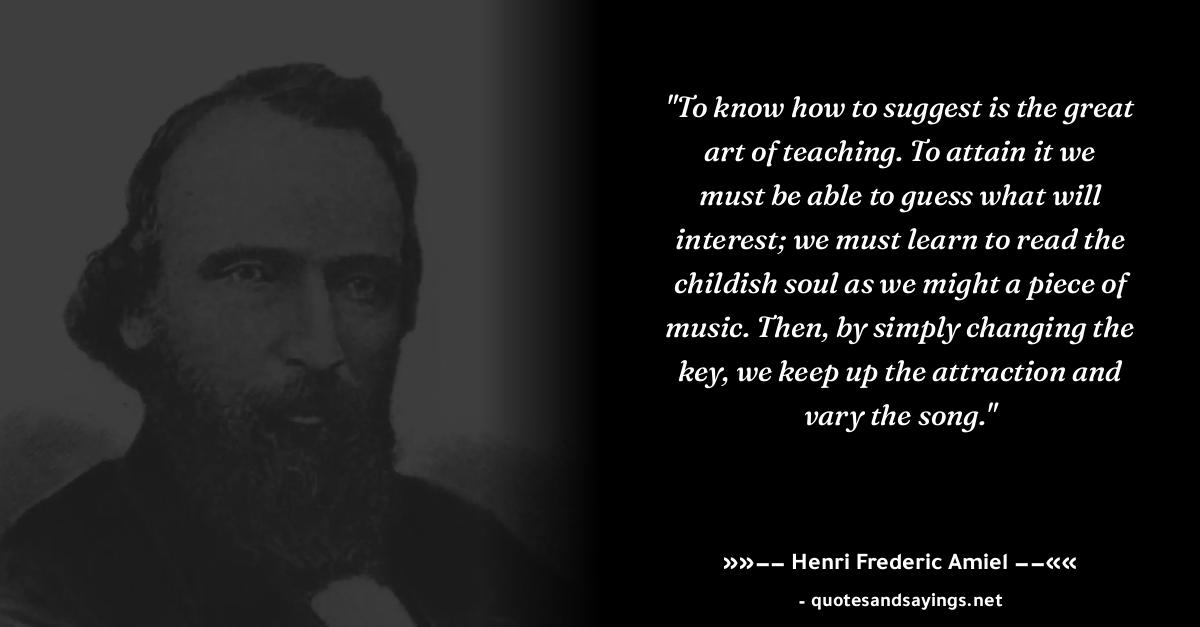 "To know how to suggest is the great
art of teaching. To attain it we
must be able to guess what will
interest; we must learn to read the
childish soul as we might a piece of
music. Then, by simply changing the
key, we keep up the attraction and
vary the song."
»»−− Henri Frederic Amiel −−««
- quotesandsayings.net